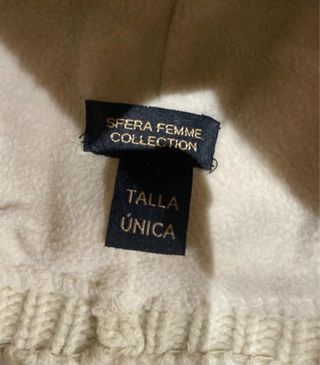 SFERA FEMME
COLLECTION
TALLA
ÚNICA